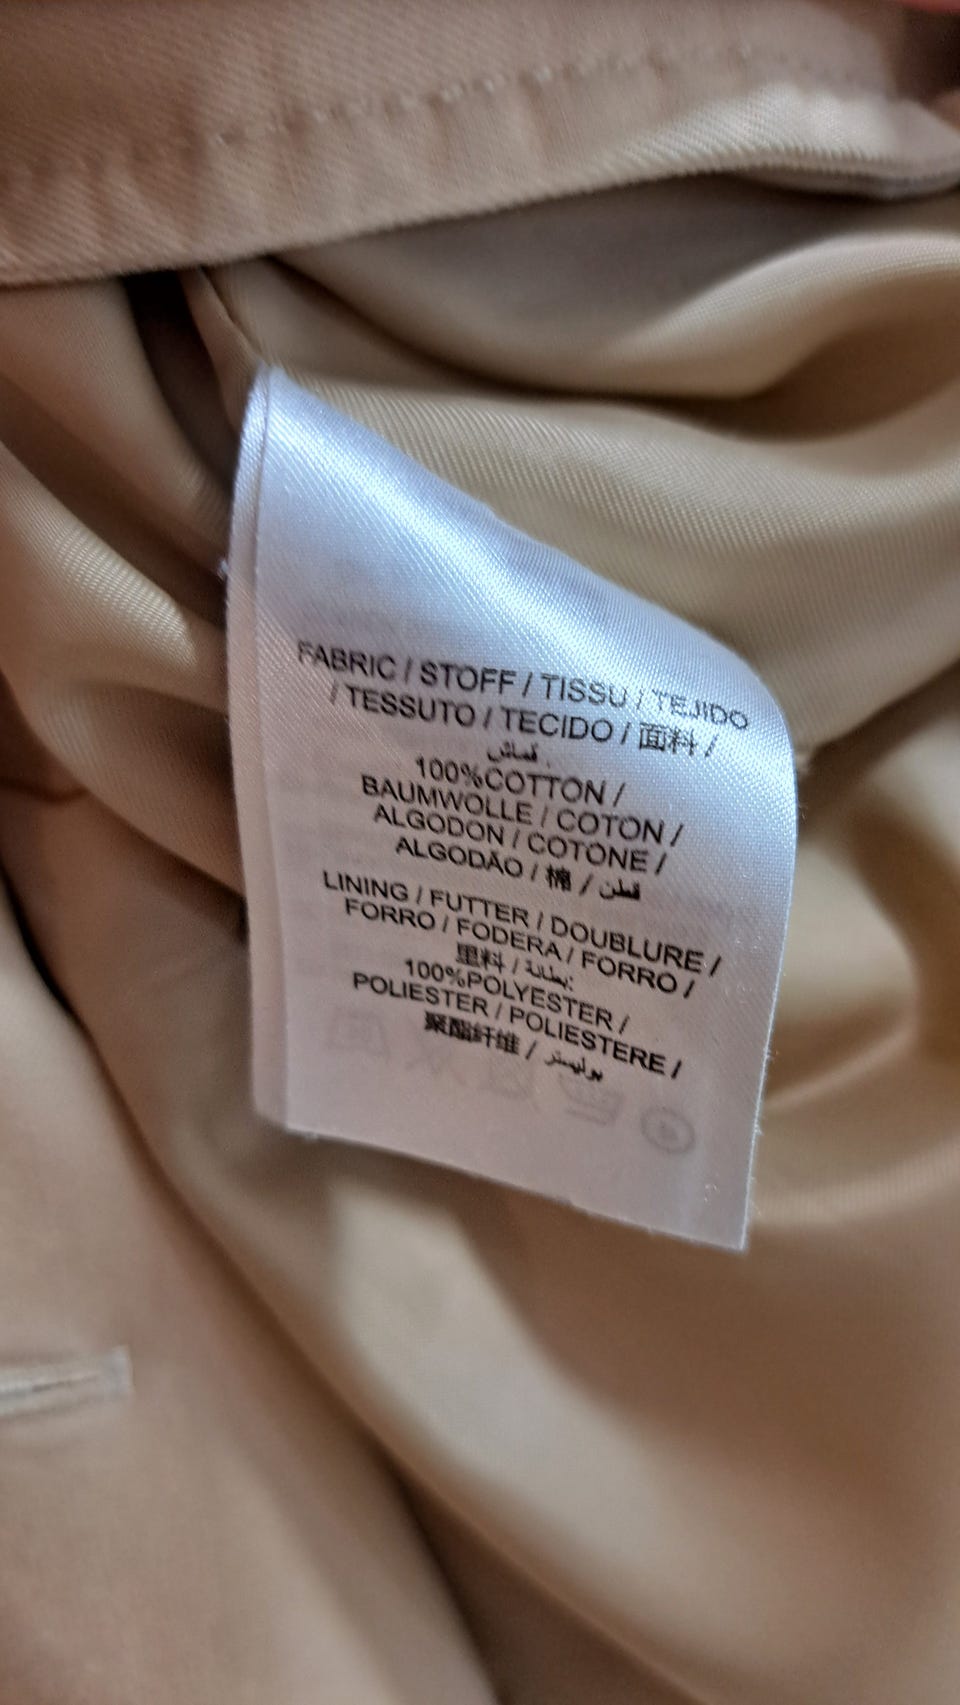 FABRIC / STOFF / TISSU / TEJIDO
/ TESSUTO / TECIDO / 面料 /
قماش .
100%COTTON /
BAUMWOLLE / COTON /
ALGODON / COTONE /
ALGODÃO / 棉 / قطن
LINING / FUTTER / DOUBLURE /
FORRO / FODERA / FORRO /
里料 / بطانة:
100%POLYESTER /
POLIESTER / POLIESTERE /
聚酯纤维 / بوليستر